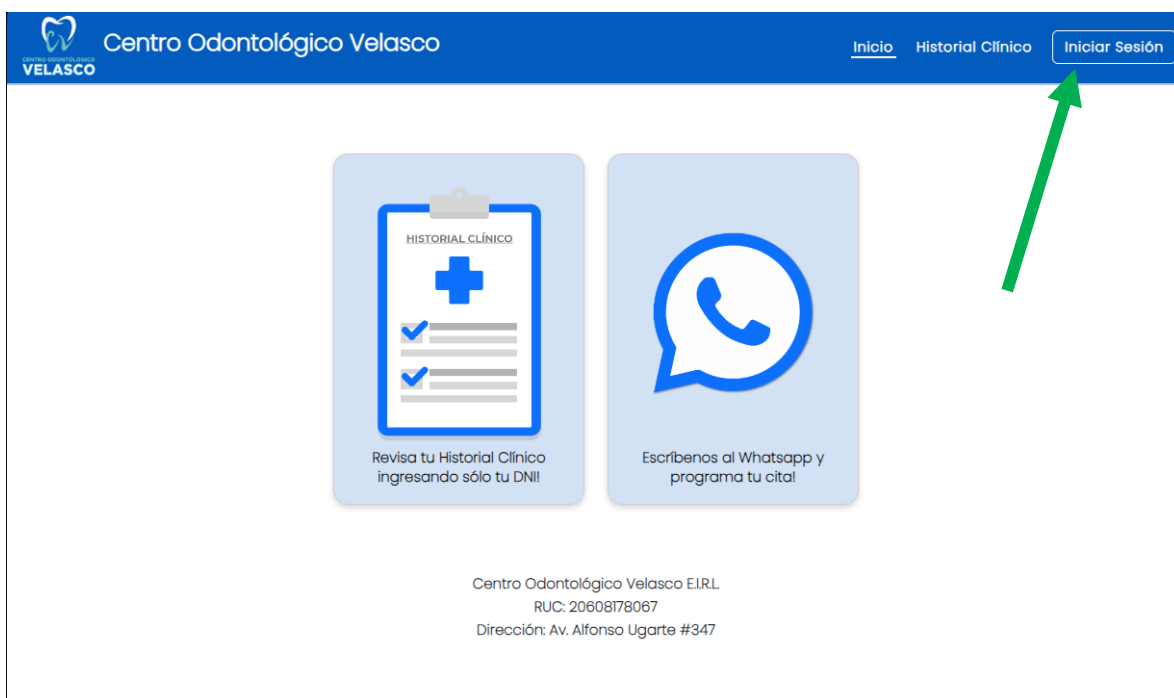 CENTRO ODONTOLÓGICO
VELASCO
Centro Odontológico Velasco
Inicio
Historial Clínico
Iniciar Sesión
HISTORIAL CLÍNICO
Revisa tu Historial Clínico
ingresando sólo tu DNI!
Escríbenos al Whatsapp y
programa tu cita!
Centro Odontológico Velasco E.I.R.L.
RUC: 20608178067
Dirección: Av. Alfonso Ugarte #347